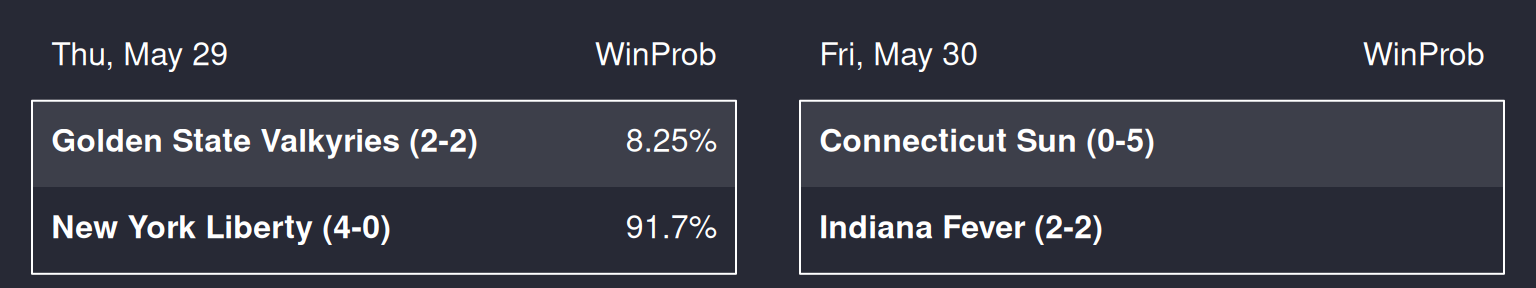 Thu, May 29 WinProb
Golden State Valkyries (2-2) 8.25%
New York Liberty (4-0) 91.7%
Fri, May 30 WinProb
Connecticut Sun (0-5)
Indiana Fever (2-2)